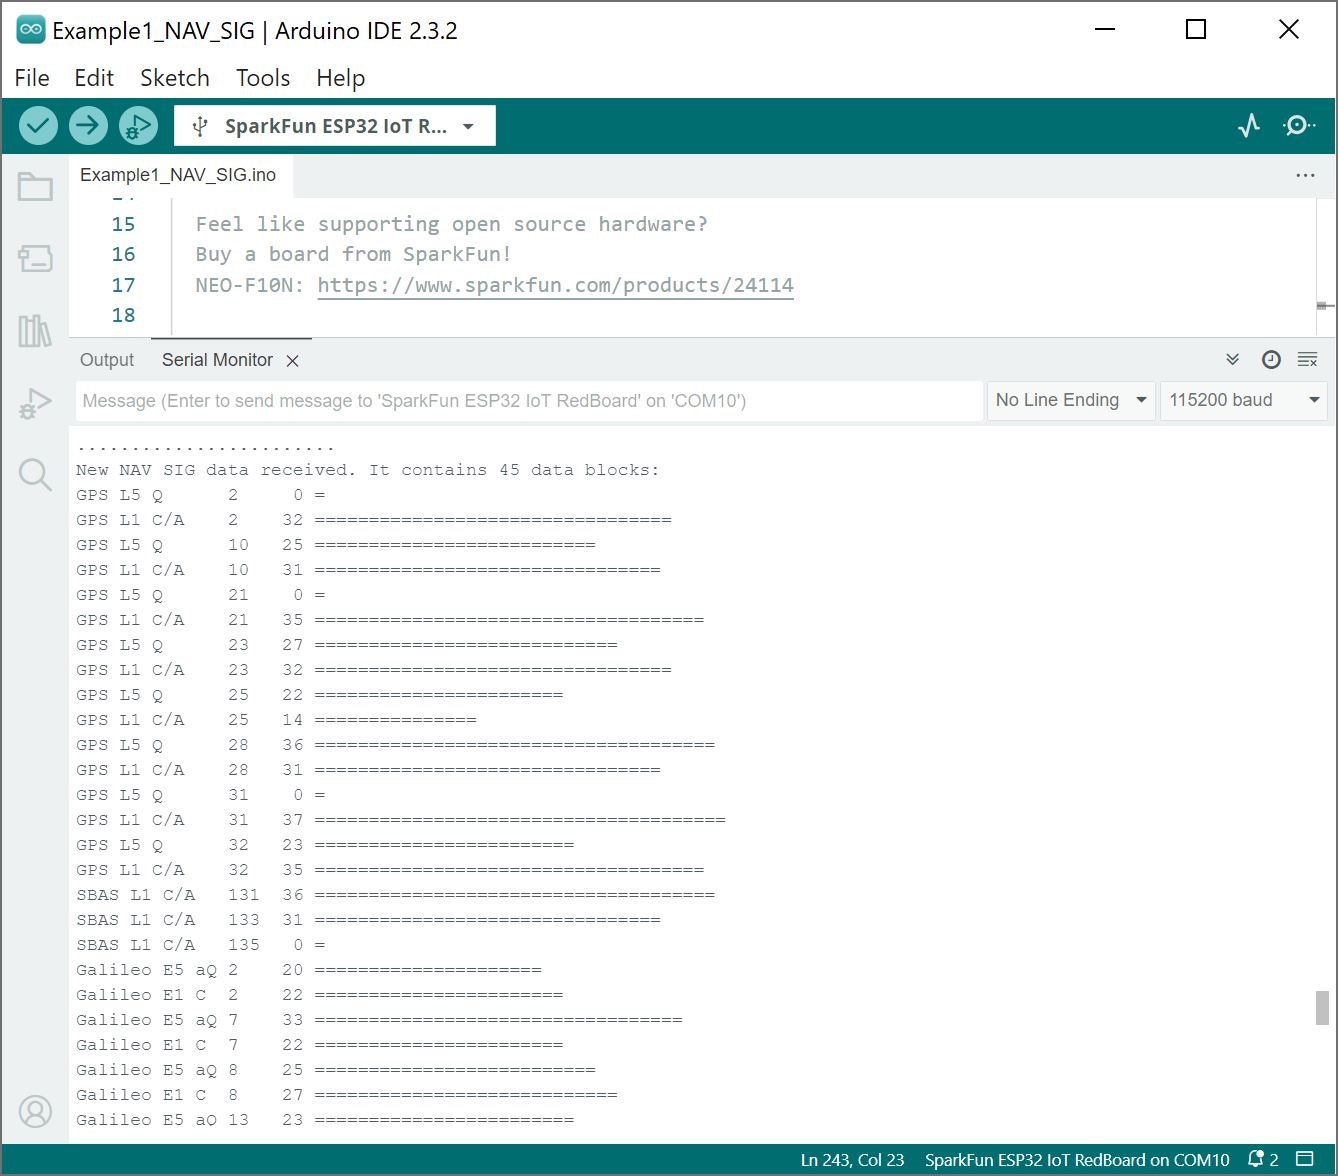 Example1_NAV_SIG | Arduino IDE 2.3.2
File Edit Sketch Tools Help
SparkFun ESP32 IoT R...
Example1_NAV_SIG.ino
15 Feel like supporting open source hardware?
16 Buy a board from SparkFun!
17 NEO-F10N: https://www.sparkfun.com/products/24114
18
Output Serial Monitor
Message (Enter to send message to 'SparkFun ESP32 IoT RedBoard' on 'COM10') No Line Ending 115200 baud
........................
New NAV SIG data received. It contains 45 data blocks:
GPS L5 Q 2 0 =
GPS L1 C/A 2 32 =================================
GPS L5 Q 10 25 ==========================
GPS L1 C/A 10 31 ================================
GPS L5 Q 21 0 =
GPS L1 C/A 21 35 ====================================
GPS L5 Q 23 27 ============================
GPS L1 C/A 23 32 =================================
GPS L5 Q 25 22 =======================
GPS L1 C/A 25 14 ===============
GPS L5 Q 28 36 =====================================
GPS L1 C/A 28 31 ================================
GPS L5 Q 31 0 =
GPS L1 C/A 31 37 ======================================
GPS L5 Q 32 23 ========================
GPS L1 C/A 32 35 ====================================
SBAS L1 C/A 131 36 =====================================
SBAS L1 C/A 133 31 ================================
SBAS L1 C/A 135 0 =
Galileo E5 aQ 2 20 =====================
Galileo E1 C 2 22 =======================
Galileo E5 aQ 7 33 ==================================
Galileo E1 C 7 22 =======================
Galileo E5 aQ 8 25 ==========================
Galileo E1 C 8 27 ============================
Galileo E5 aQ 13 23 ========================
Ln 243, Col 23 SparkFun ESP32 IoT RedBoard on COM10 2